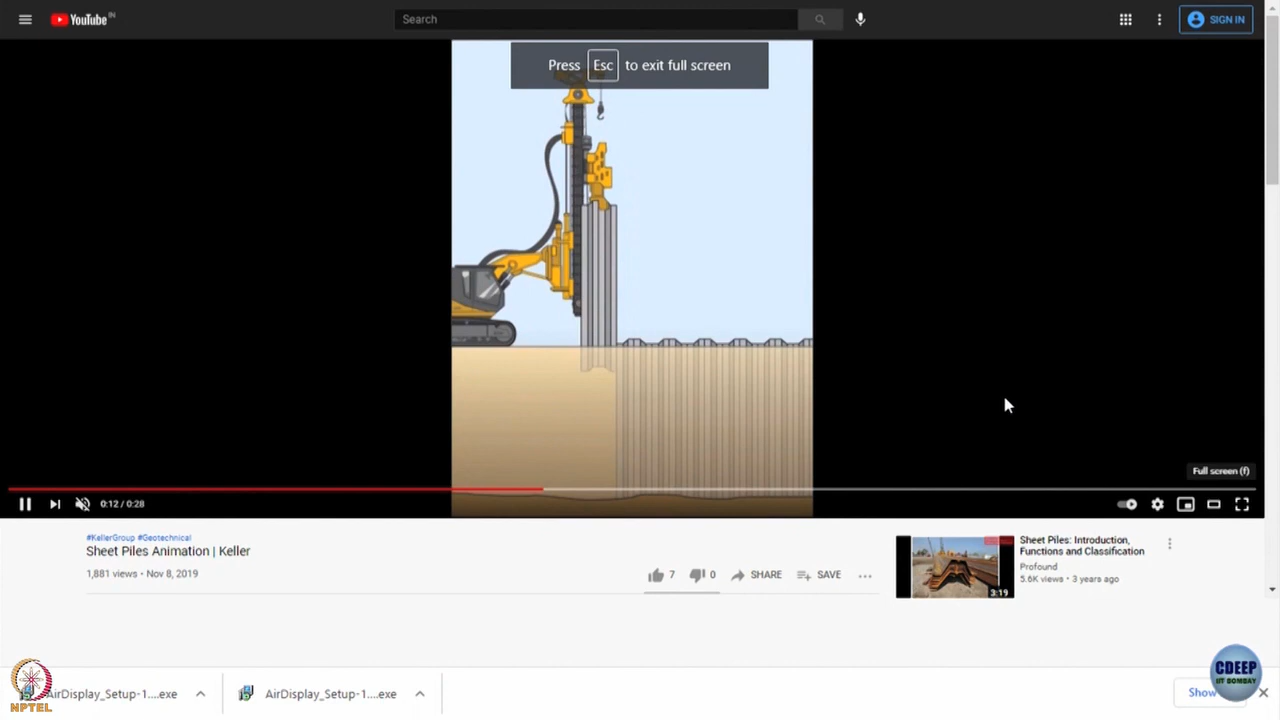 YouTube IN
Search
SIGN IN
Press Esc to exit full screen
Full screen (f)
0:12 / 0:28
#KellerGroup #Geotechnical
Sheet Piles Animation | Keller
1,881 views • Nov 8, 2019
7
0
SHARE
SAVE
3:19
Sheet Piles: Introduction,
Functions and Classification
Profound
5.6K views • 3 years ago
AirDisplay_Setup-1....exe
AirDisplay_Setup-1....exe
Show
NPTEL
CDEEP
IIT BOMBAY